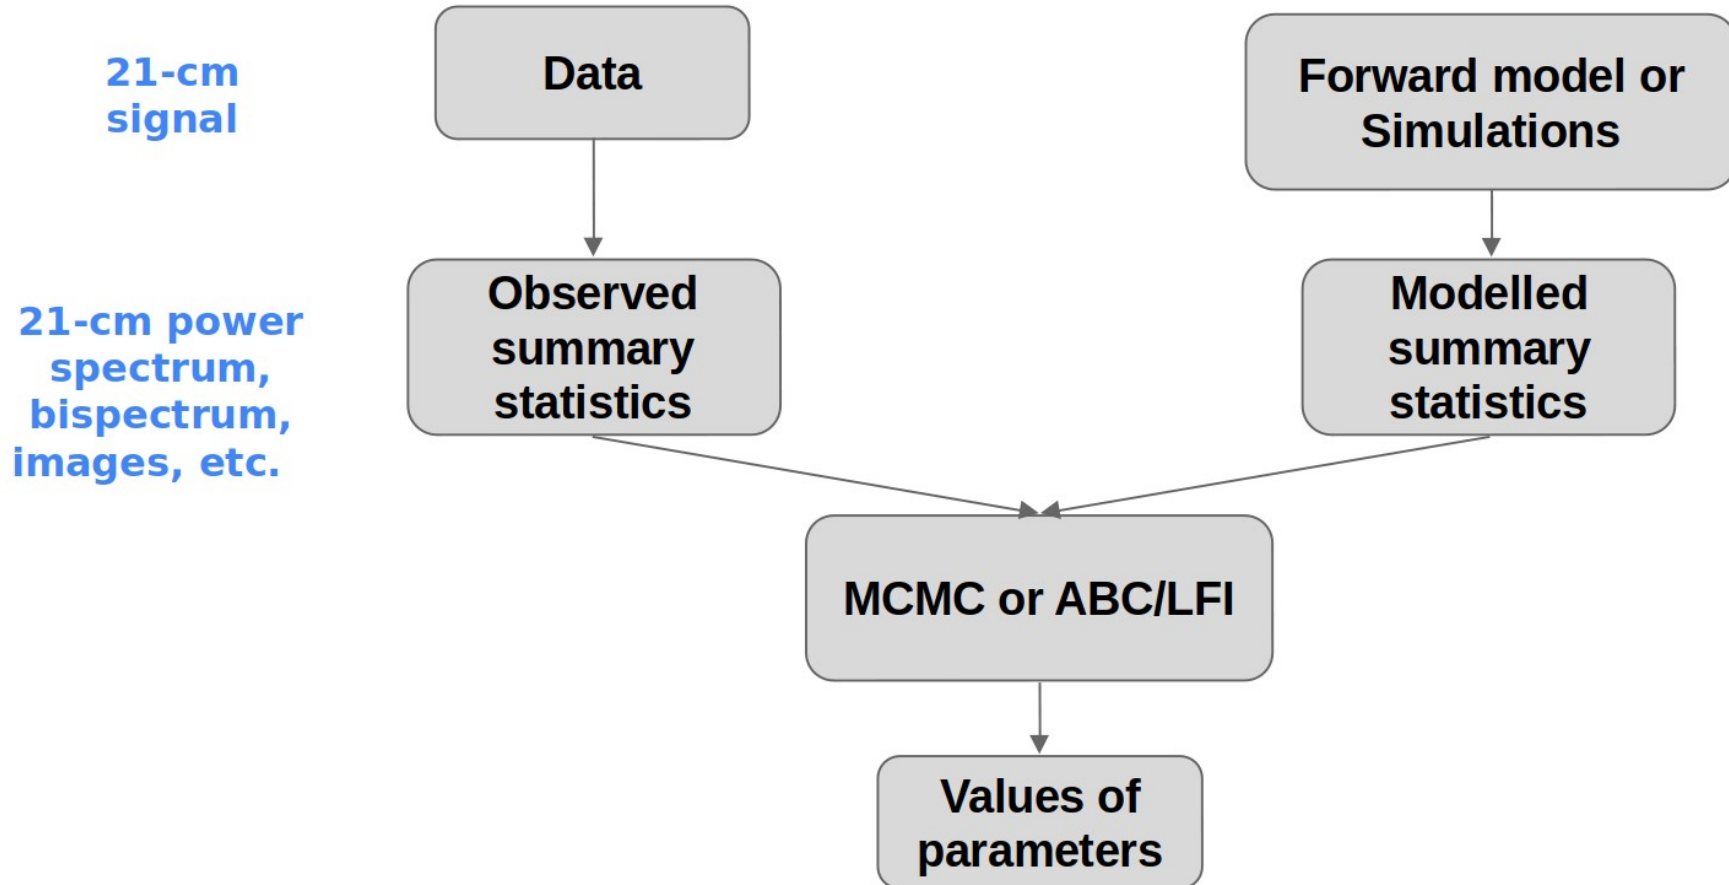 21-cm
signal
Data
Forward model or
Simulations
21-cm power
spectrum,
bispectrum,
images, etc.
Observed
summary
statistics
Modelled
summary
statistics
MCMC or ABC/LFI
Values of
parameters